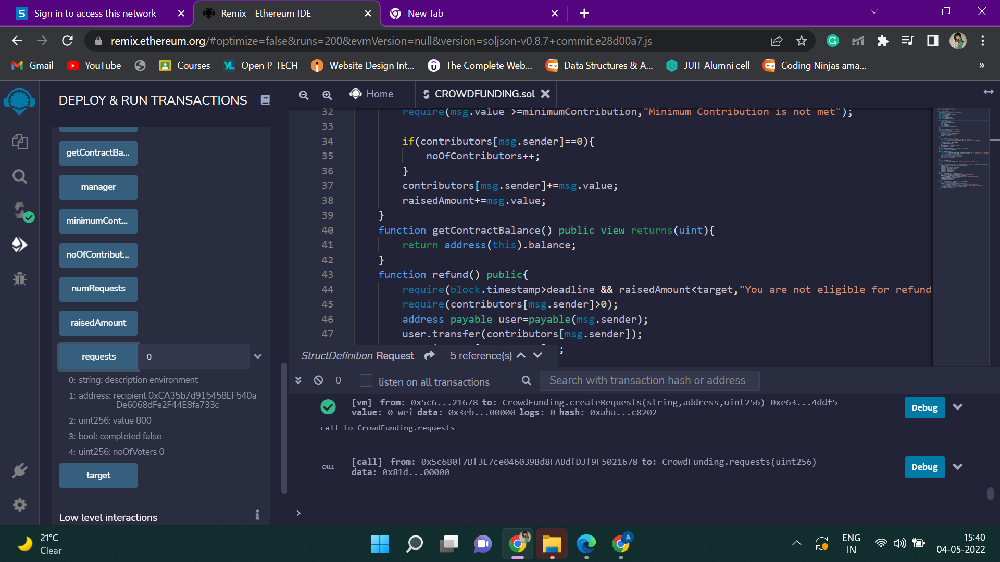 Sign in to access this network
Remix - Ethereum IDE
New Tab
remix.ethereum.org/#optimize=false&runs=200&evmVersion=null&version=soljson-v0.8.7+commit.e28d00a7.js
Gmail
YouTube
Courses
YL Open P-TECH
Website Design Int...
The Complete Web...
Data Structures & A...
JUIT Alumni cell
Coding Ninjas ama...
»
DEPLOY & RUN TRANSACTIONS
getContractBa...
manager
minimumCont...
noOfContribut...
numRequests
raisedAmount
requests
0
0: string: description environment
1: address: recipient 0xCA35b7d915458EF540a
De6068dFe2F44E8fa733c
2: uint256: value 800
3: bool: completed false
4: uint256: noOfVoters 0
target
Low level interactions
Home
CROWDFUNDING.sol
32 require(msg.value >=minimumContribution,"Minimum Contribution is not met");
33
34 if(contributors[msg.sender]==0){
35 noOfContributors++;
36 }
37 contributors[msg.sender]+=msg.value;
38 raisedAmount+=msg.value;
39 }
40 function getContractBalance() public view returns(uint){
41 return address(this).balance;
42 }
43 function refund() public{
44 require(block.timestamp>deadline && raisedAmount<target,"You are not eligible for refund
45 require(contributors[msg.sender]>0);
46 address payable user=payable(msg.sender);
47 user.transfer(contributors[msg.sender]);
StructDefinition Request
5 reference(s)
0
listen on all transactions
Search with transaction hash or address
[vm] from: 0x5c6...21678 to: CrowdFunding.createRequests(string,address,uint256) 0xe63...4ddf5
value: 0 wei data: 0x3eb...00000 logs: 0 hash: 0xaba...c8202
Debug
call to CrowdFunding.requests
CALL
[call] from: 0x5c6B0f7Bf3E7ce046039Bd8FABdfD3f9F5021678 to: CrowdFunding.requests(uint256)
data: 0x81d...00000
Debug
>
21°C
Clear
ENG
IN
15:40
04-05-2022